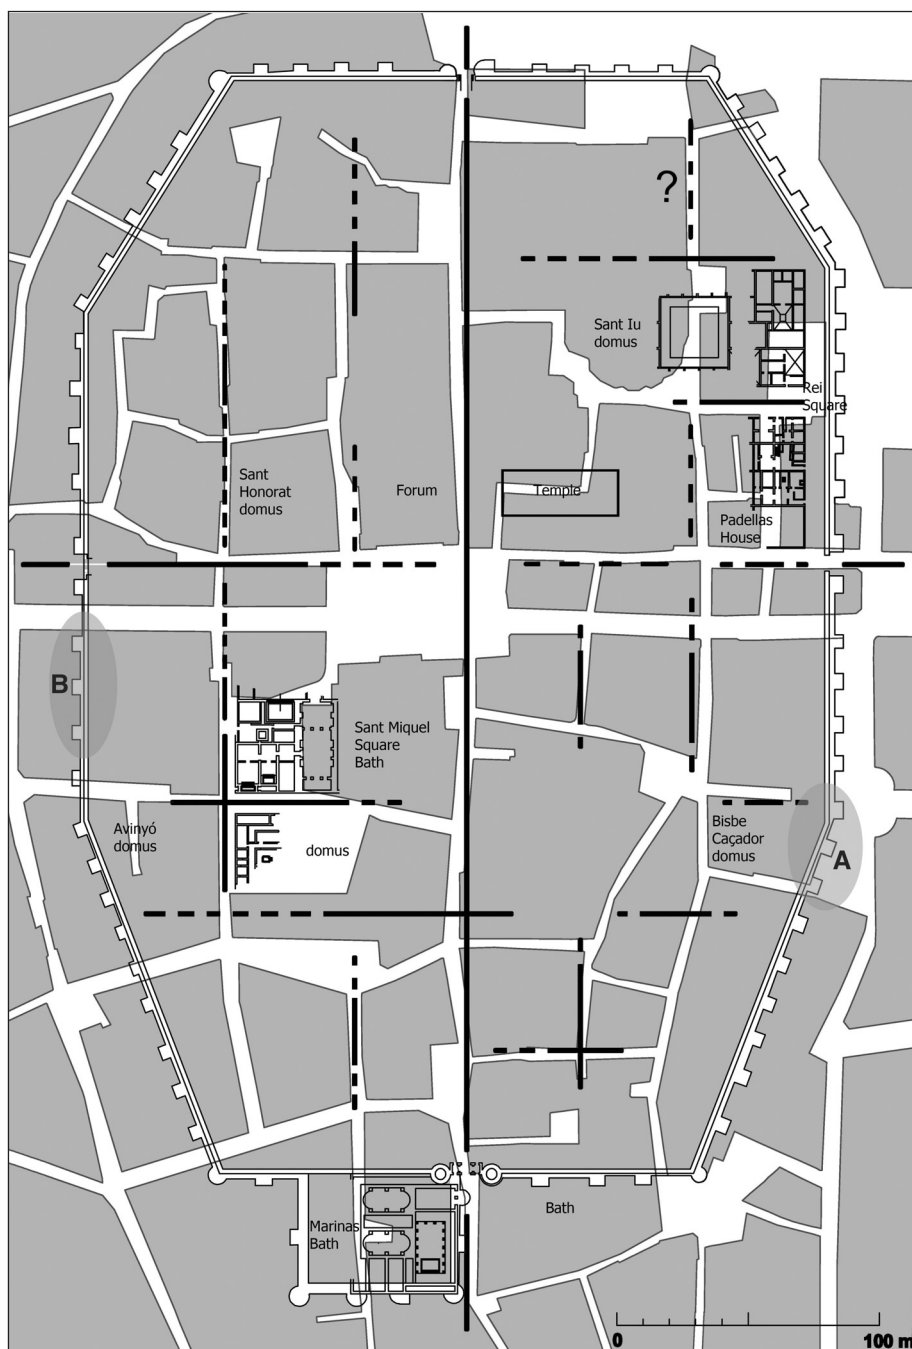 ?
Sant Iu
domus
Rei
Square
Sant
Honorat
domus
Forum
Temple
Padellas
House
B
Sant Miquel
Square
Bath
Avinyó
domus
domus
Bisbe
Caçador
domus
A
Marinas
Bath
Bath
0
100 m